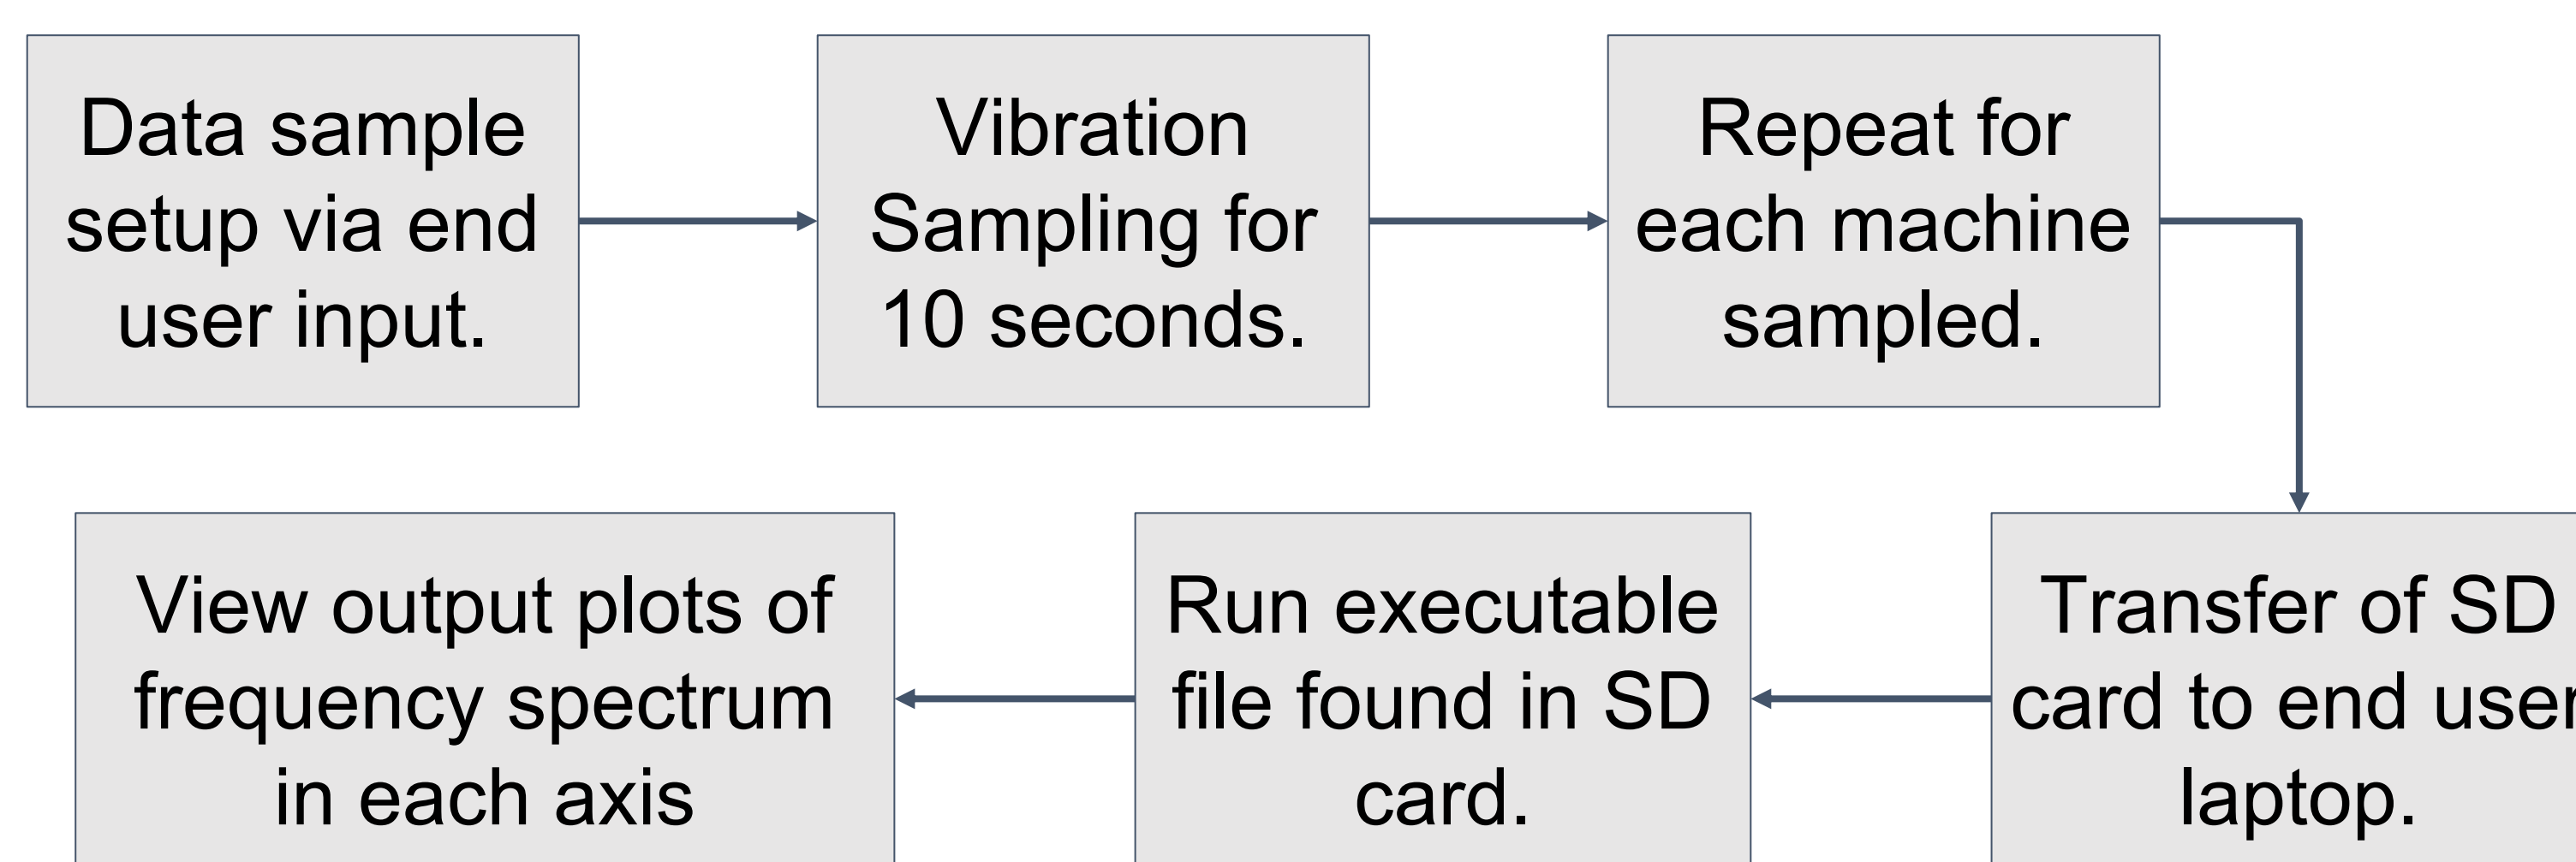 Data sample
setup via end
user input.
Vibration
Sampling for
10 seconds.
Repeat for
each machine
sampled.
Transfer of SD
card to end user
laptop.
Run executable
file found in SD
card.
View output plots of
frequency spectrum
in each axis